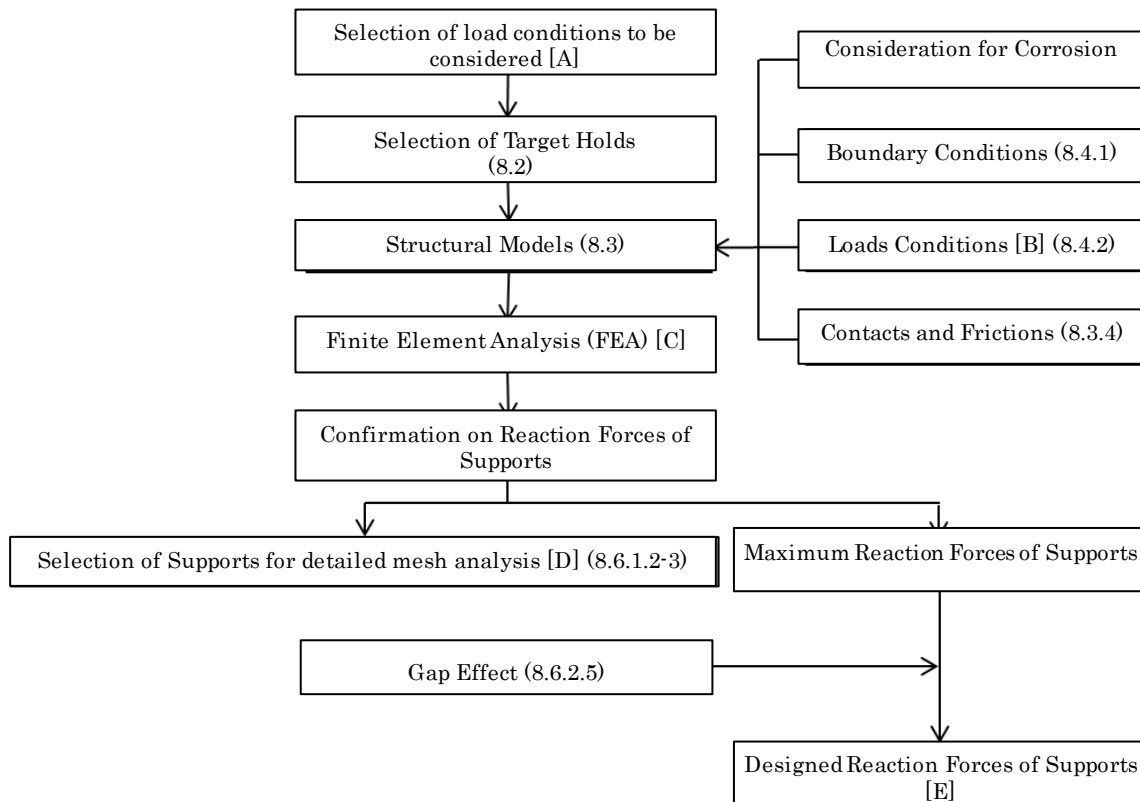 Selection of load conditions to be
considered [A]
Consideration for Corrosion
Selection of Target Holds
(8.2)
Boundary Conditions (8.4.1)
Structural Models (8.3)
Loads Conditions [B] (8.4.2)
Finite Element Analysis (FEA) [C]
Contacts and Frictions (8.3.4)
Confirmation on Reaction Forces of
Supports
Selection of Supports for detailed mesh analysis [D] (8.6.1.2-3)
Maximum Reaction Forces of Supports
Gap Effect (8.6.2.5)
Designed Reaction Forces of Supports
[E]